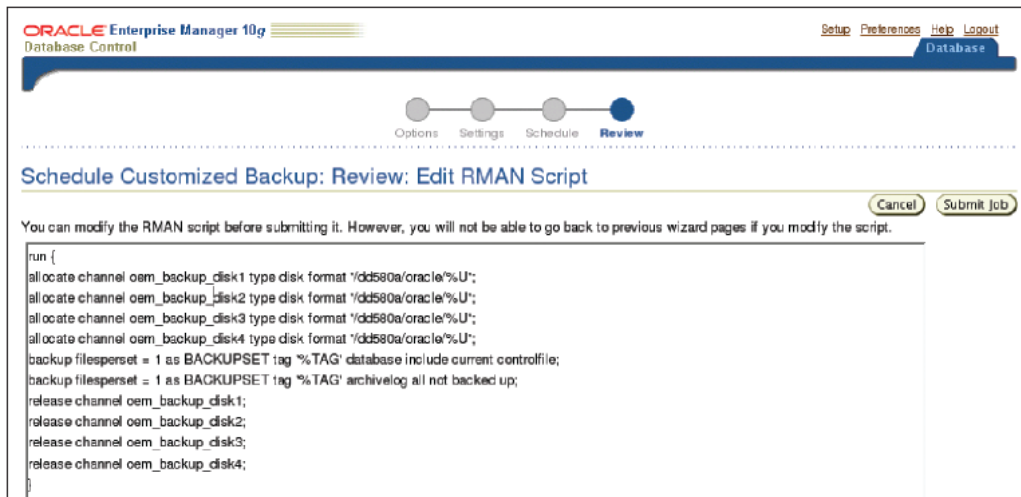 ORACLE Enterprise Manager 10g
Database Control
Setup Preferences Help Logout
Database
Options Settings Schedule Review
Schedule Customized Backup: Review: Edit RMAN Script
Cancel Submit Job
You can modify the RMAN script before submitting it. However, you will not be able to go back to previous wizard pages if you modify the script.
run {
allocate channel oem_backup_disk1 type disk format '/dd580a/oracle/%U';
allocate channel oem_backup_disk2 type disk format '/dd580a/oracle/%U';
allocate channel oem_backup_disk3 type disk format '/dd580a/oracle/%U';
allocate channel oem_backup_disk4 type disk format '/dd580a/oracle/%U';
backup filesperset = 1 as BACKUPSET tag '%TAG' database include current controlfile;
backup filesperset = 1 as BACKUPSET tag '%TAG' archivelog all not backed up;
release channel oem_backup_disk1;
release channel oem_backup_disk2;
release channel oem_backup_disk3;
release channel oem_backup_disk4;
}